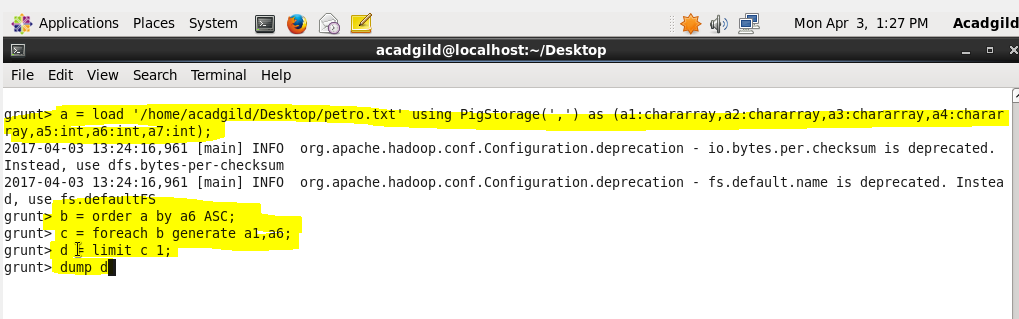 Applications Places System Mon Apr 3, 1:27 PM Acadgild
acadgild@localhost:~/Desktop
File Edit View Search Terminal Help
grunt> a = load '/home/acadgild/Desktop/petro.txt' using PigStorage(',') as (a1:chararray,a2:chararray,a3:chararray,a4:charar
ray,a5:int,a6:int,a7:int);
2017-04-03 13:24:16,961 [main] INFO  org.apache.hadoop.conf.Configuration.deprecation - io.bytes.per.checksum is deprecated.
Instead, use dfs.bytes-per-checksum
2017-04-03 13:24:16,961 [main] INFO  org.apache.hadoop.conf.Configuration.deprecation - fs.default.name is deprecated. Instea
d, use fs.defaultFS
grunt> b = order a by a6 ASC;
grunt> c = foreach b generate a1,a6;
grunt> d = limit c 1;
grunt> dump d